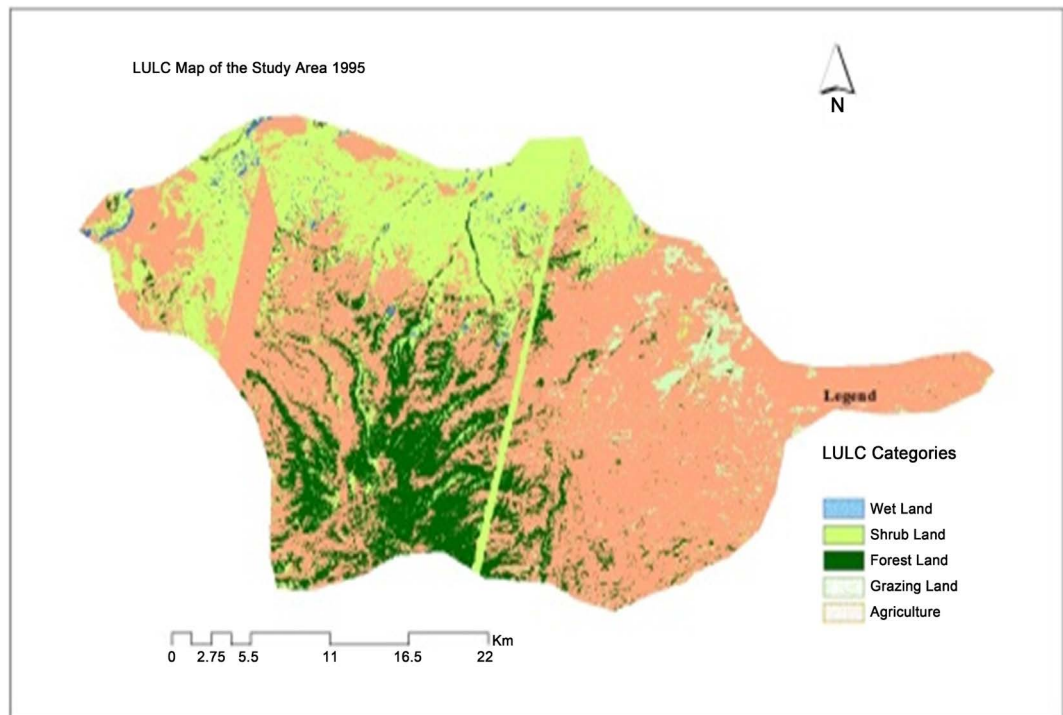 LULC Map of the Study Area 1995
N
Legend
LULC Categories
Wet Land
Shrub Land
Forest Land
Grazing Land
Agriculture
Km
0 2.75 5.5 11 16.5 22